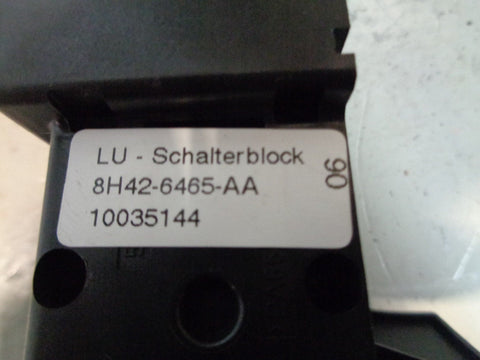 LU - Schalterblock
8H42-6465-AA
10035144
06